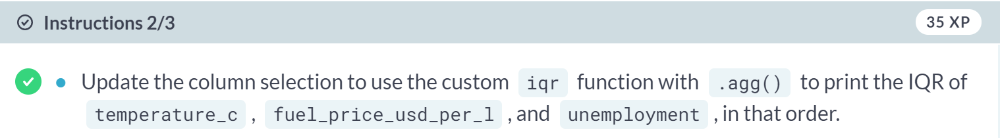 Instructions 2/3
35 XP
Update the column selection to use the custom iqr function with .agg() to print the IQR of
temperature_c , fuel_price_usd_per_l , and unemployment , in that order.